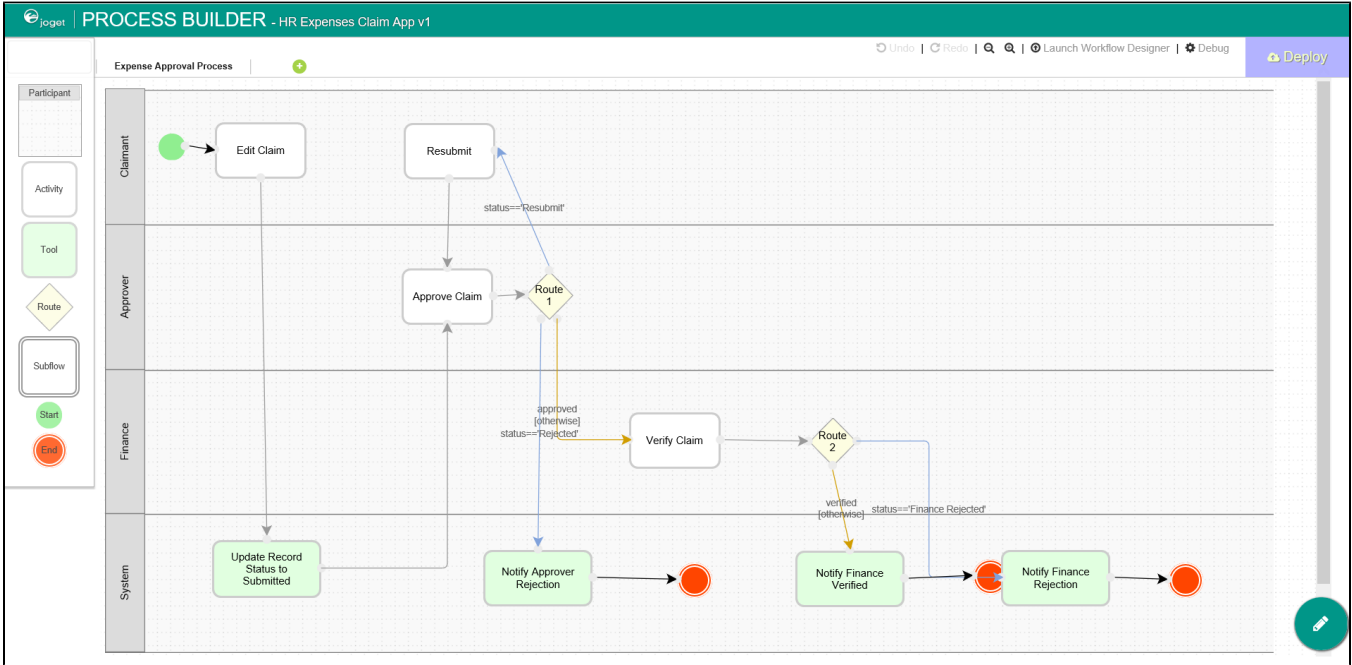 joget | PROCESS BUILDER - HR Expenses Claim App v1
Undo | Redo | | Launch Workflow Designer | Debug
Deploy
Expense Approval Process
Participant
Activity
Tool
Route
Subflow
Start
End
Claimant
Edit Claim
Resubmit
status=='Resubmit'
Approver
Approve Claim
Route
1
Finance
approved
[otherwise]
status=='Rejected'
Verify Claim
Route
2
verified
[otherwise]
status=='Finance Rejected'
System
Update Record
Status to
Submitted
Notify Approver
Rejection
Notify Finance
Verified
Notify Finance
Rejection